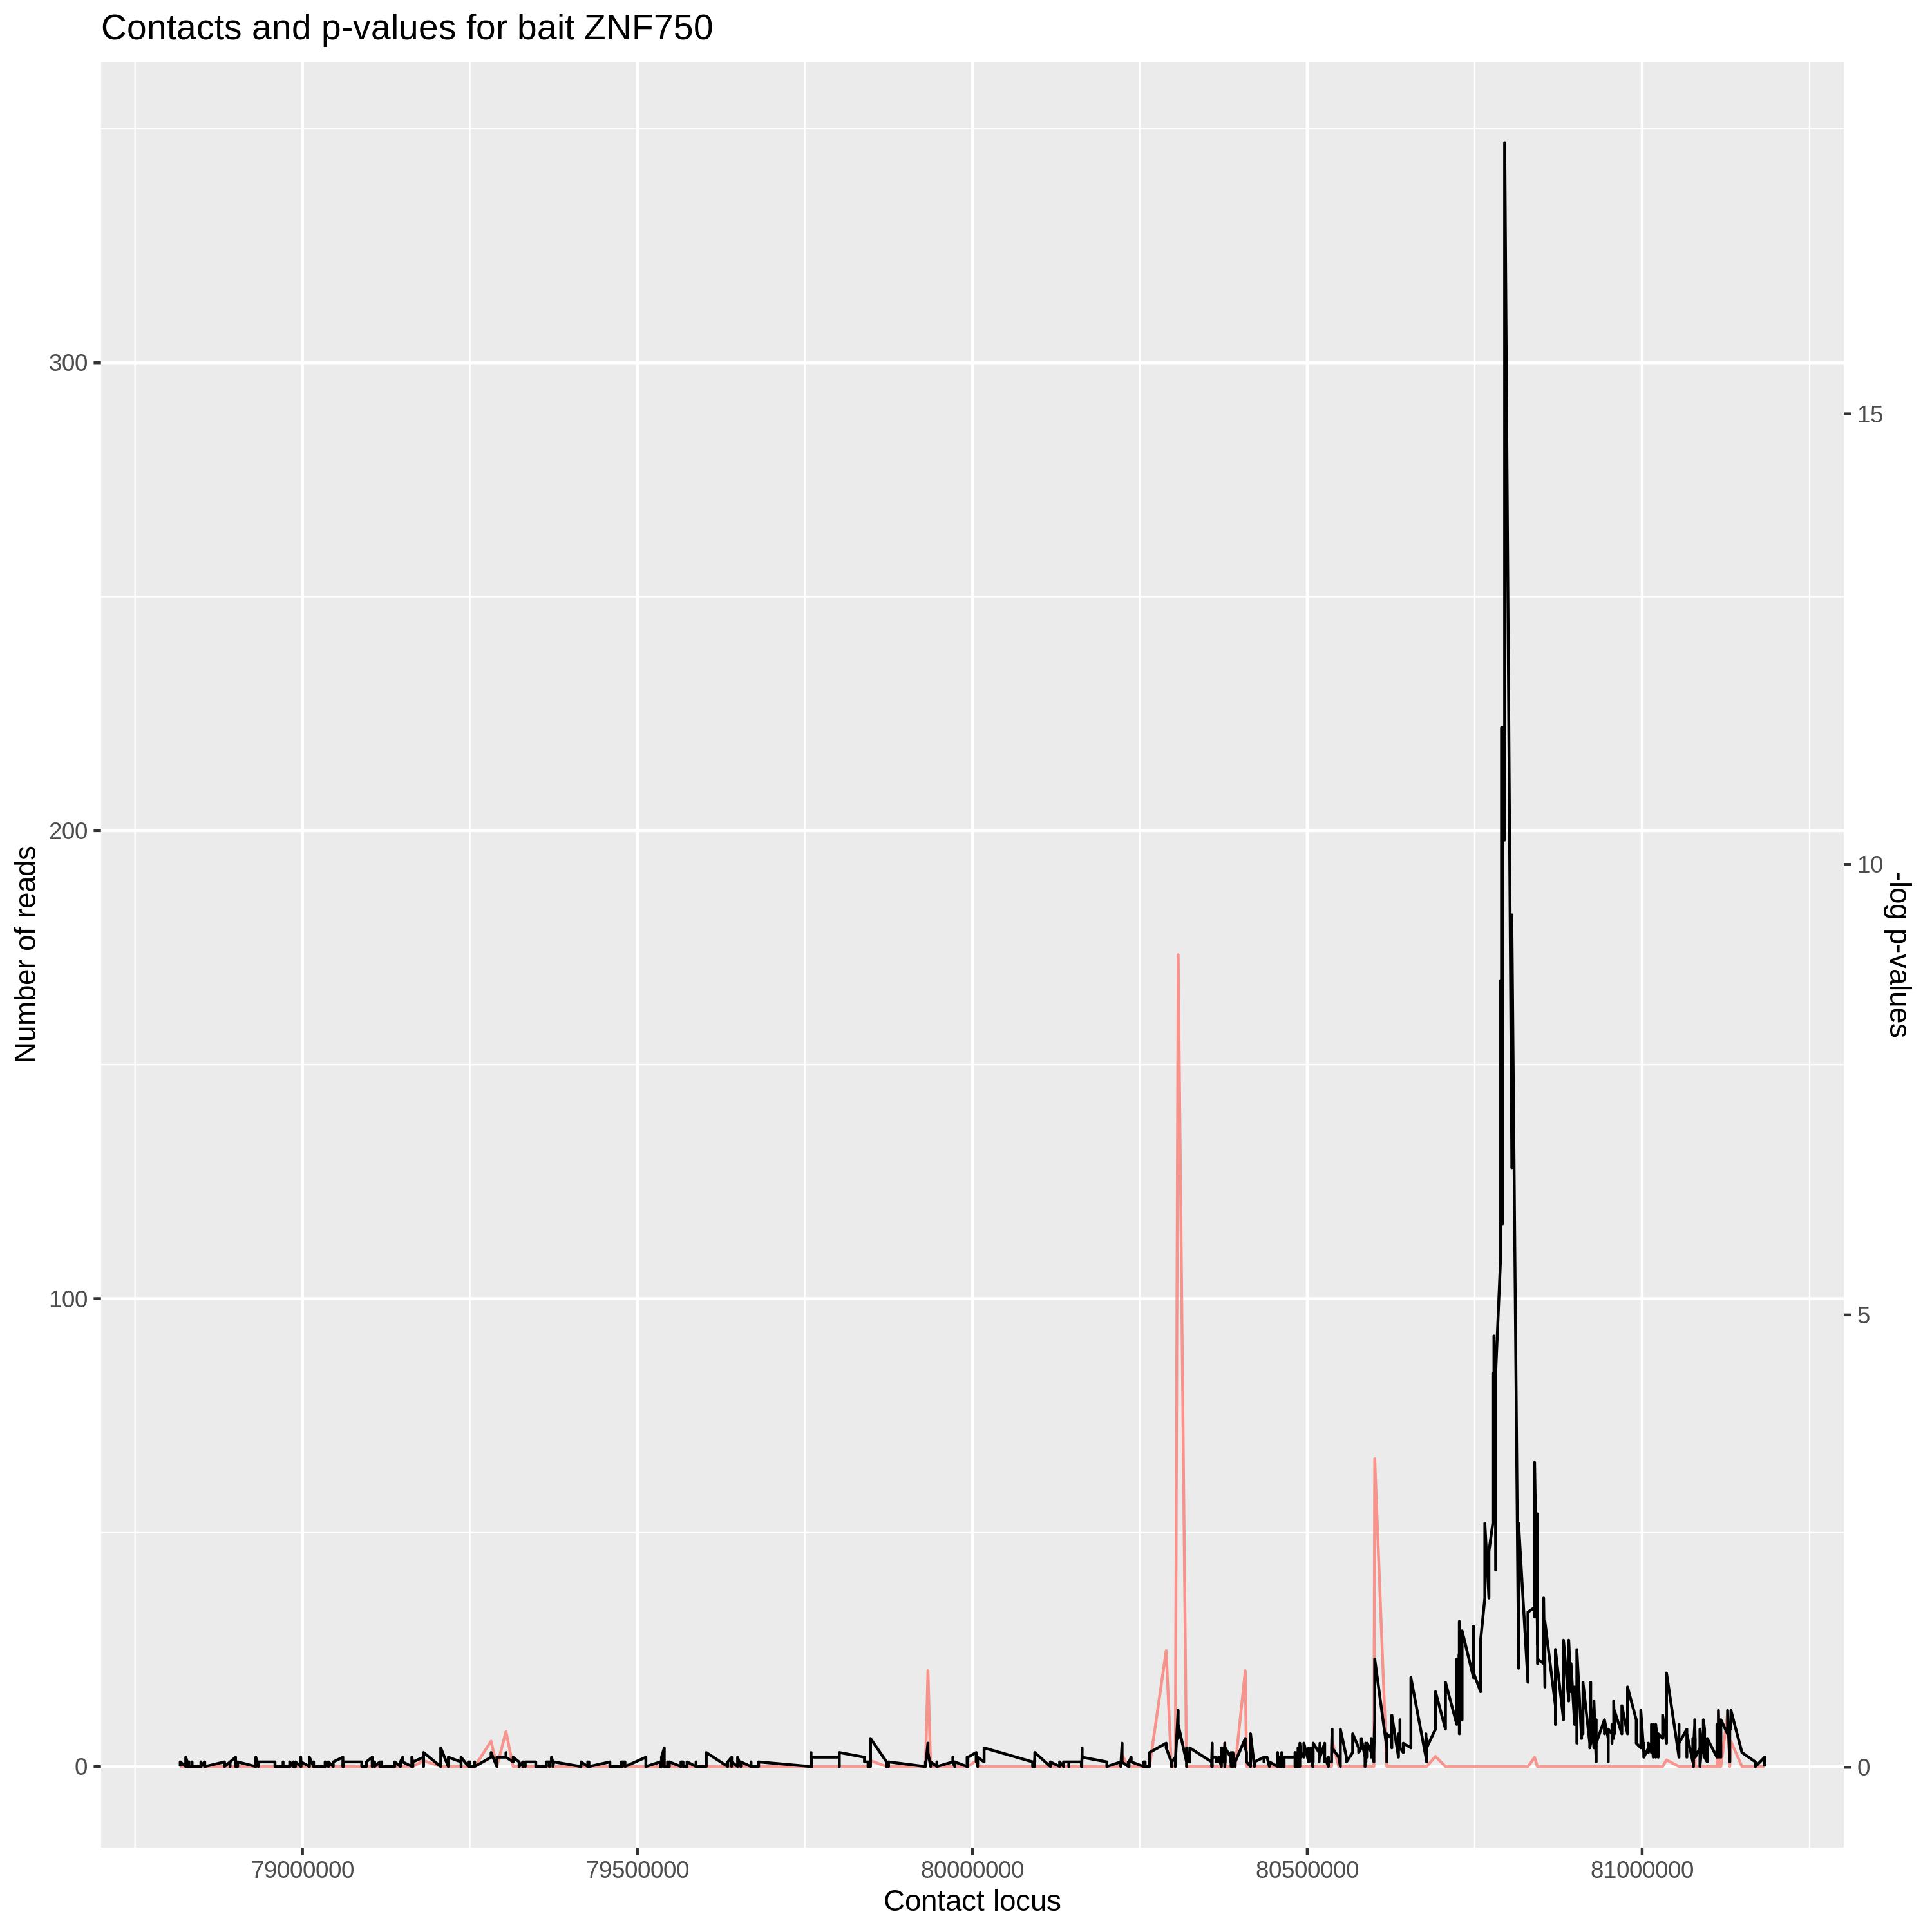 Contacts and p-values for bait ZNF750
Number of reads
300
200
100
0
15
10
5
0
-log p-values
79000000 79500000 80000000 80500000 81000000
Contact locus